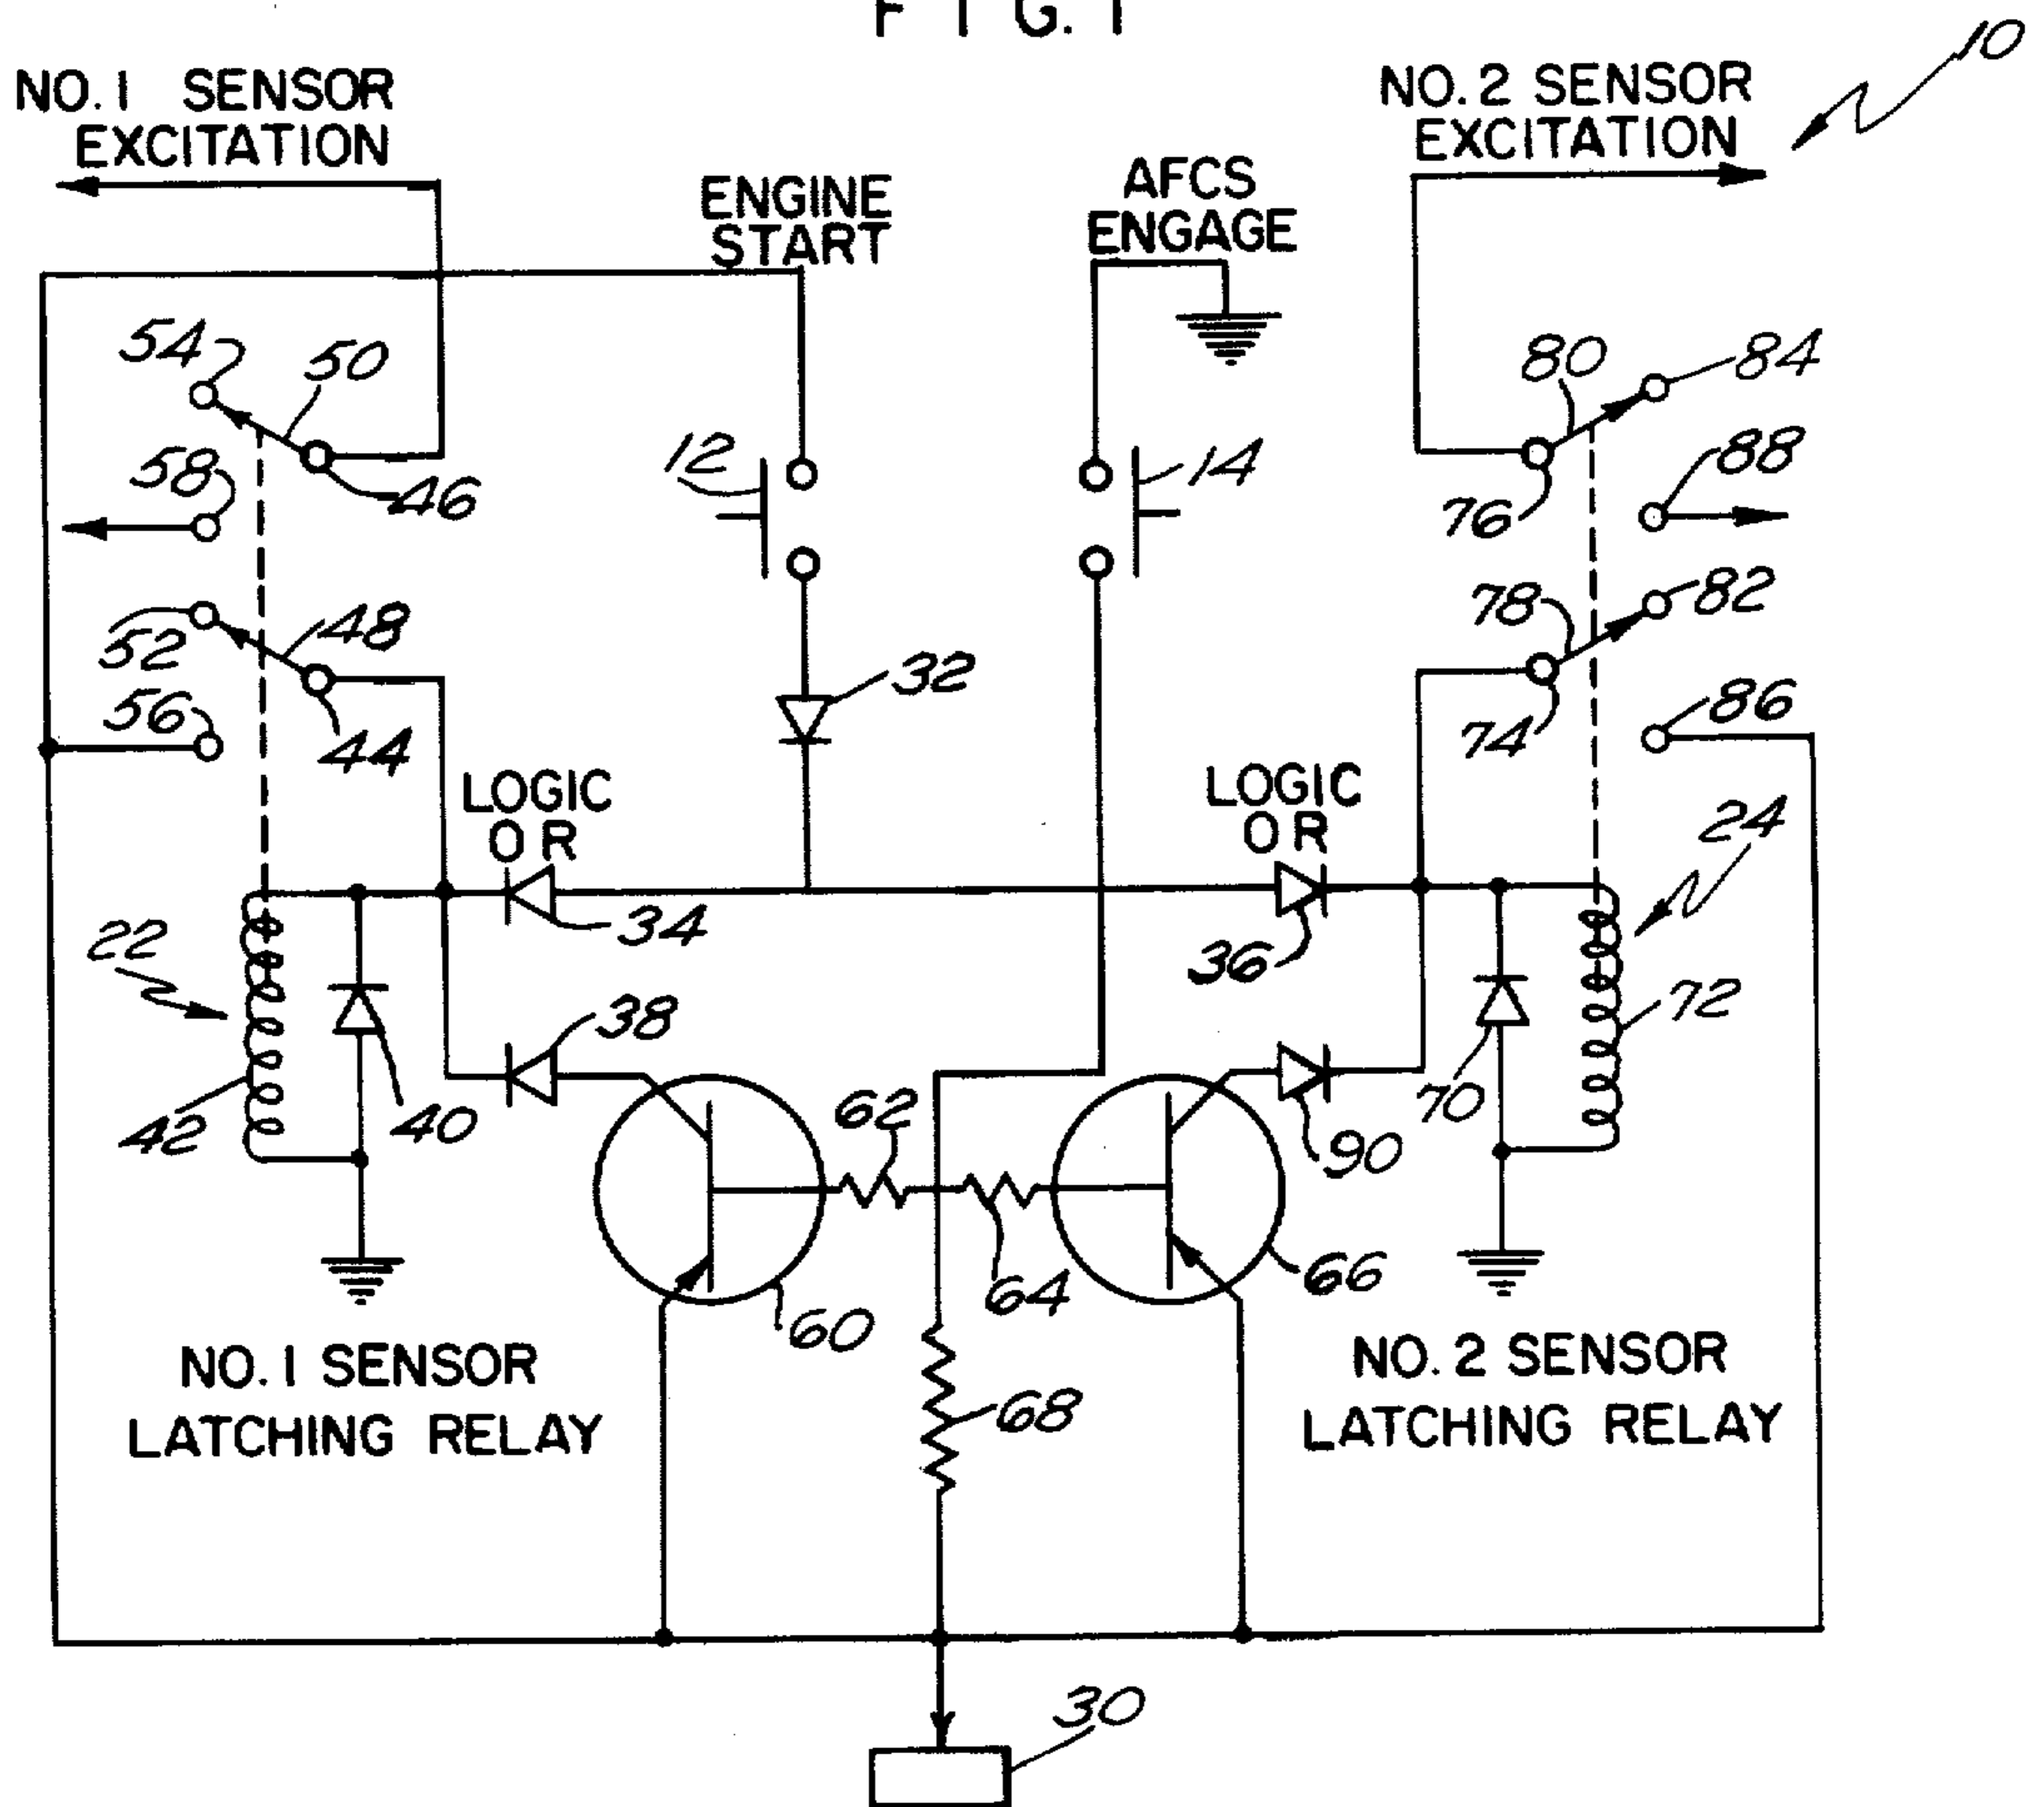 FIG. 1
10
NO. 1 SENSOR
EXCITATION
NO. 2 SENSOR
EXCITATION
ENGINE
START
AFCS
ENGAGE
54
50
80
84
58
46
12
14
76
88
52
48
78
82
56
44
32
74
86
LOGIC
OR
LOGIC
OR
24
22
34
36
72
38
42
40
62
90
70
64
66
60
NO. 1 SENSOR
LATCHING RELAY
68
NO. 2 SENSOR
LATCHING RELAY
30